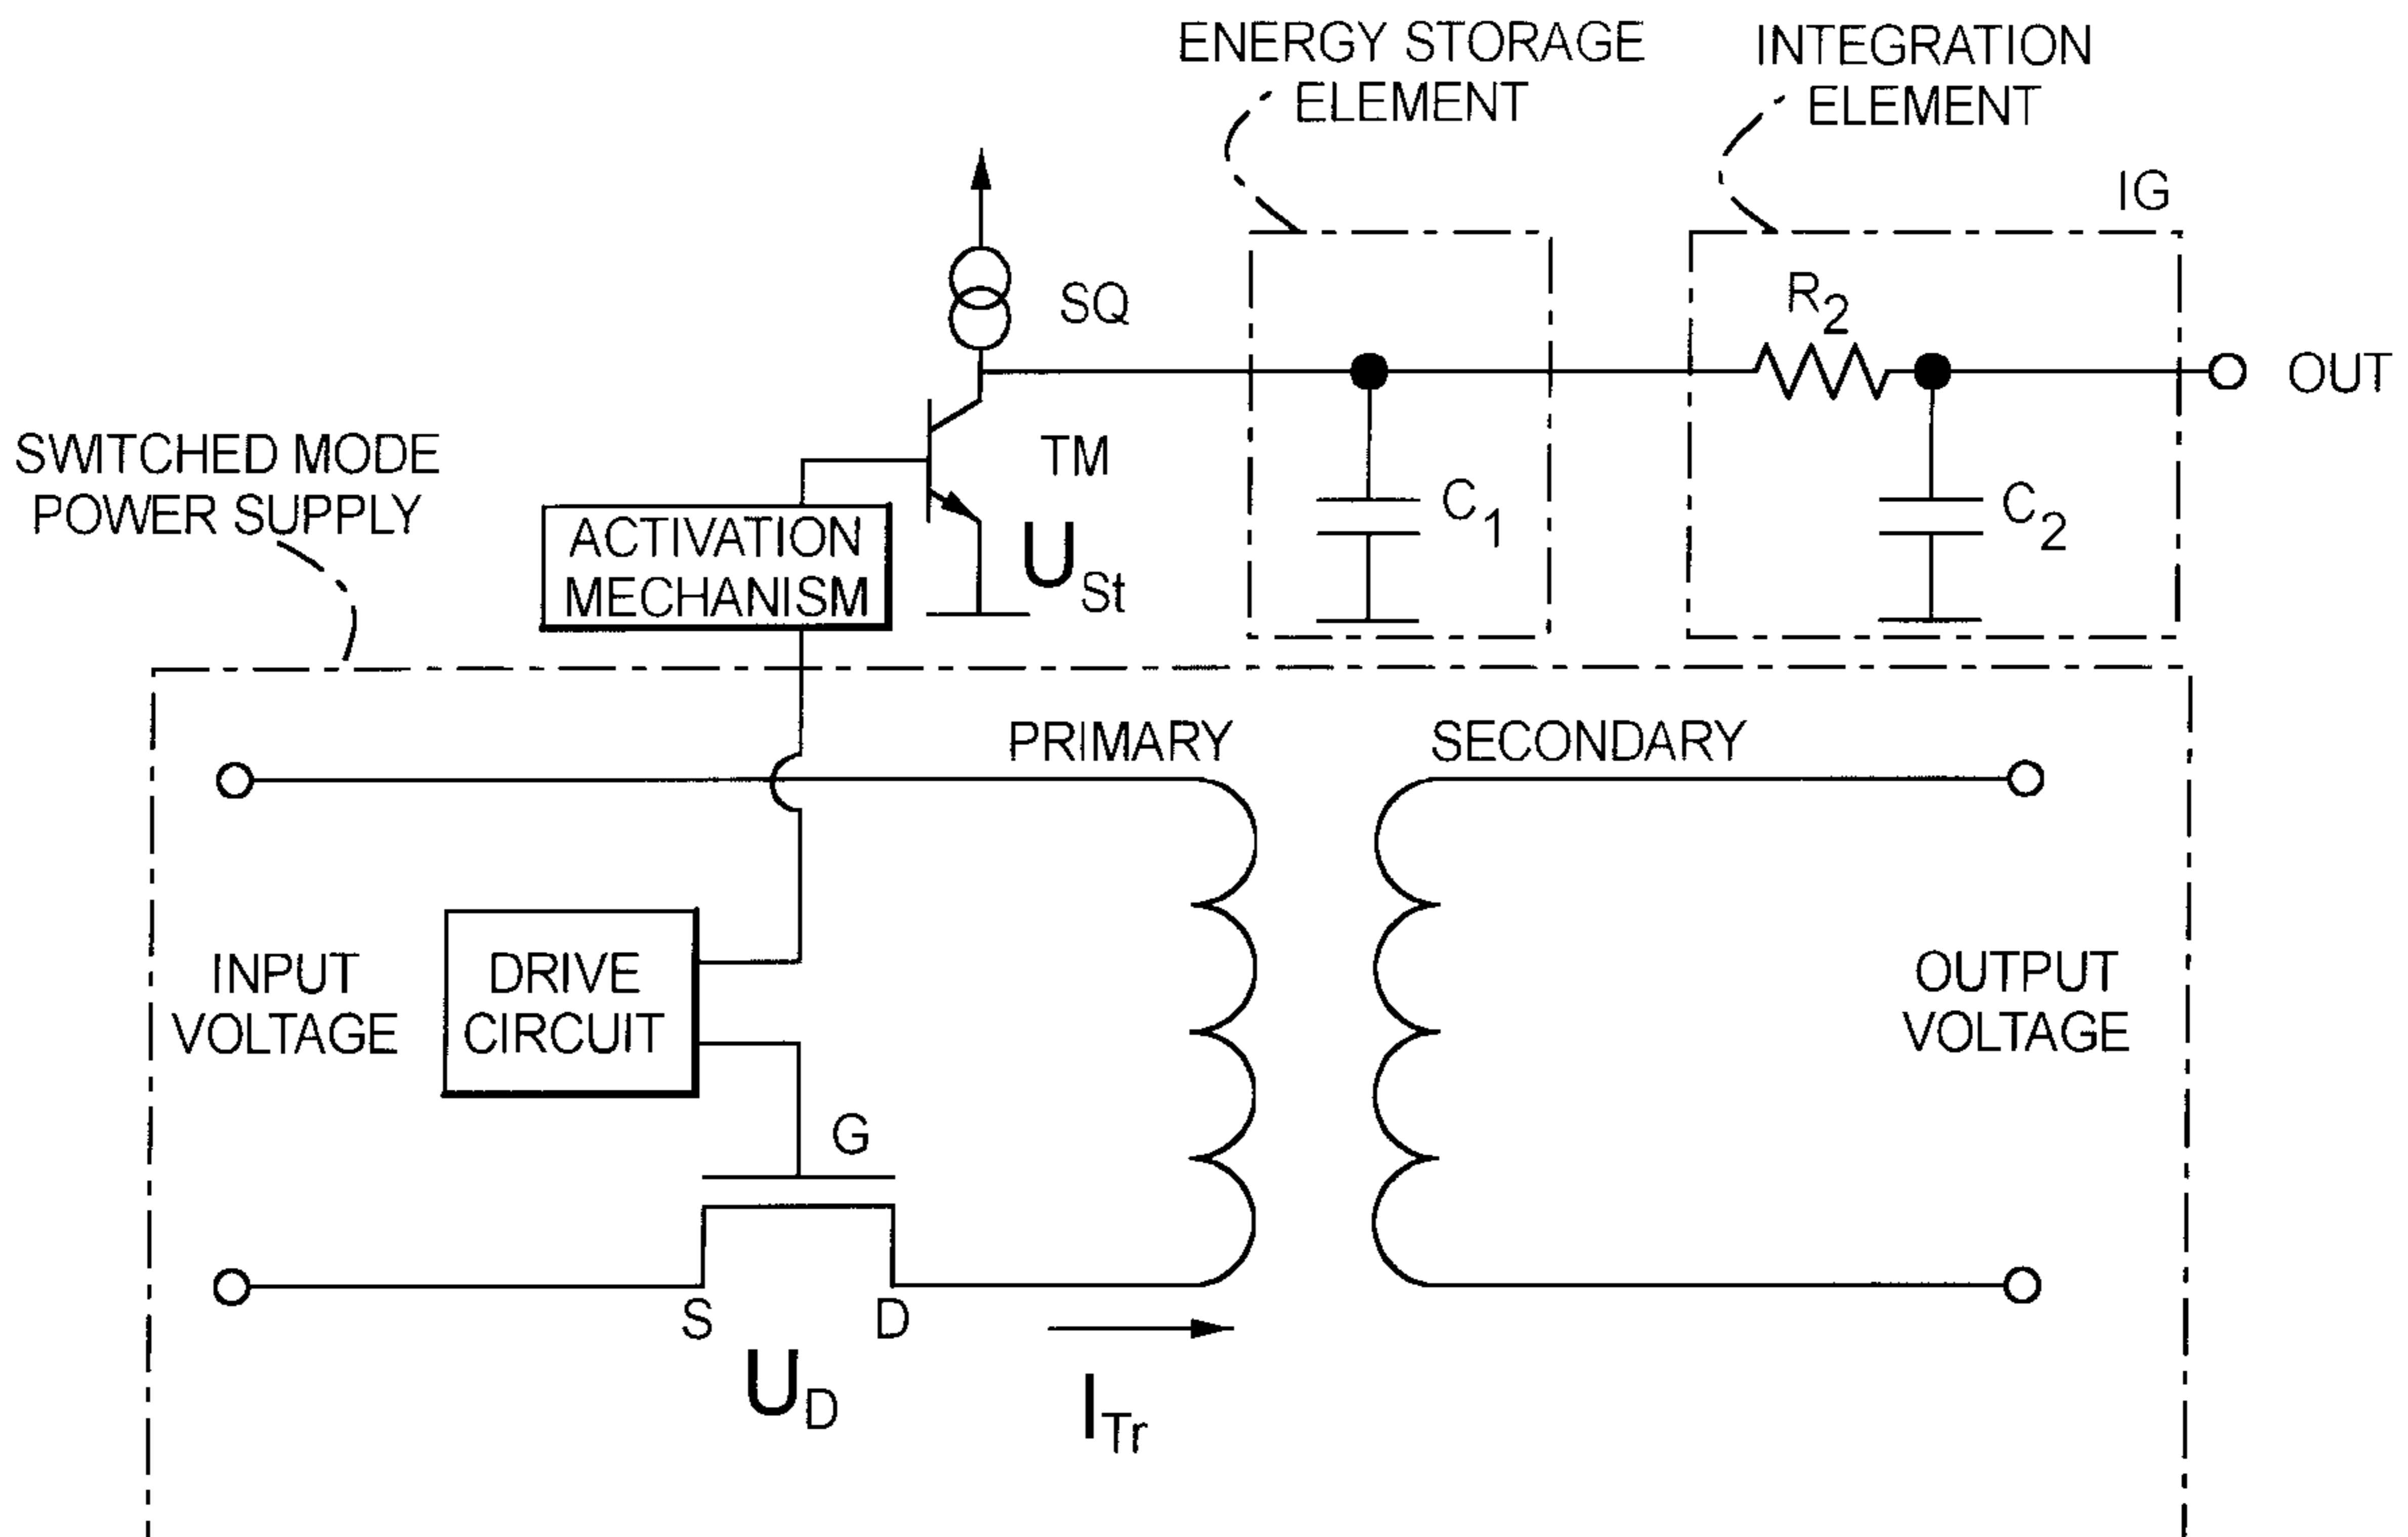 ENERGY STORAGE
ELEMENT
INTEGRATION
ELEMENT
IG
SQ
R2
OUT
SWITCHED MODE
POWER SUPPLY
TM
C1
C2
ACTIVATION
MECHANISM
USt
PRIMARY
SECONDARY
INPUT
VOLTAGE
DRIVE
CIRCUIT
OUTPUT
VOLTAGE
G
S
D
UD
ITr